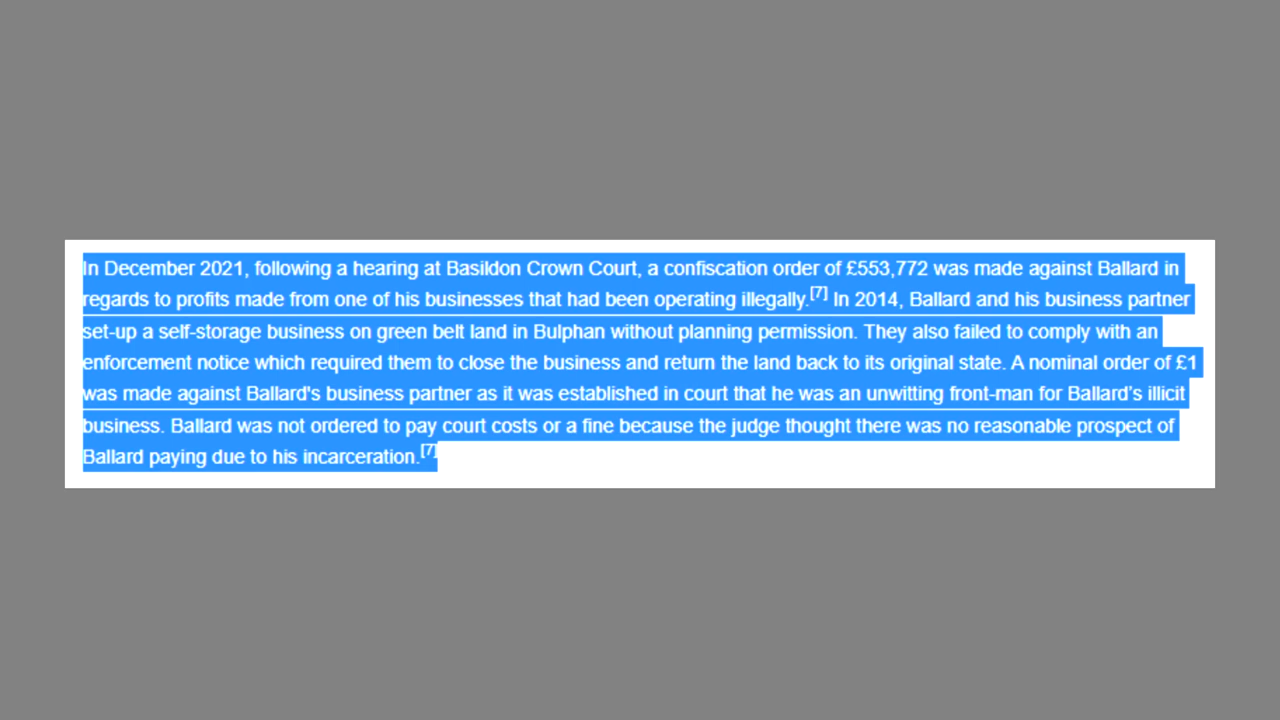 In December 2021, following a hearing at Basildon Crown Court, a confiscation order of £553,772 was made against Ballard in
regards to profits made from one of his businesses that had been operating illegally.[7] In 2014, Ballard and his business partner
set-up a self-storage business on green belt land in Bulphan without planning permission. They also failed to comply with an
enforcement notice which required them to close the business and return the land back to its original state. A nominal order of £1
was made against Ballard's business partner as it was established in court that he was an unwitting front-man for Ballard’s illicit
business. Ballard was not ordered to pay court costs or a fine because the judge thought there was no reasonable prospect of
Ballard paying due to his incarceration.[7]